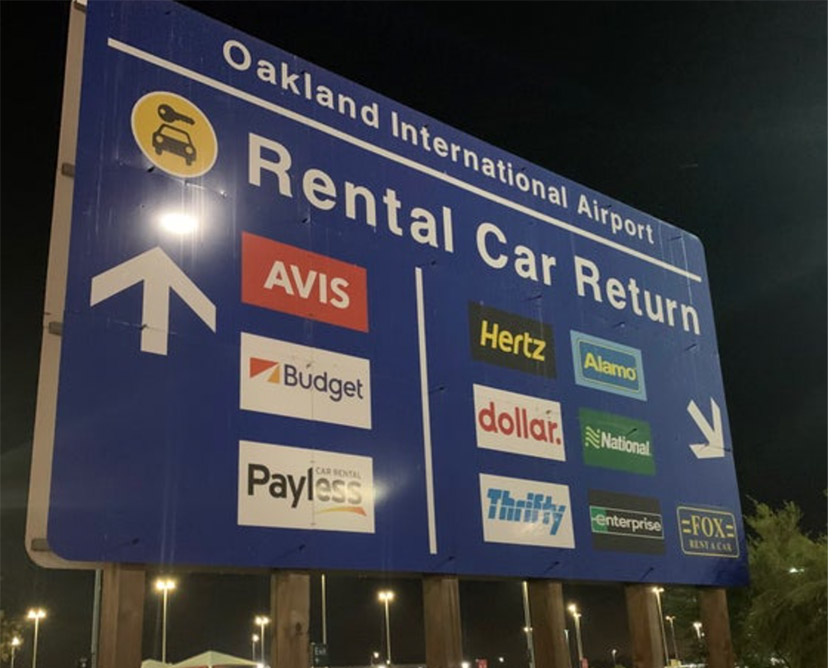 Oakland International Airport
Rental Car Return
AVIS
Budget
Payless
CAR RENTAL
Hertz
Alamo
dollar.
National
Thrifty
enterprise
FOX
RENT A CAR
Exit